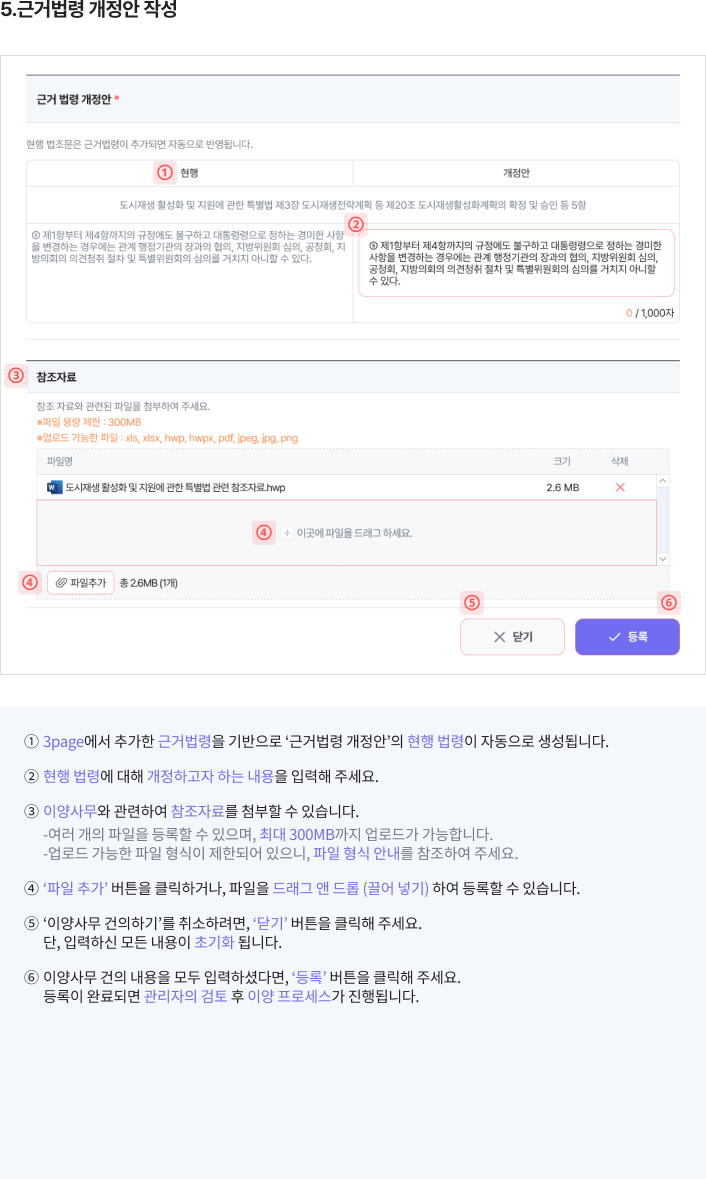 5.근거법령 개정안 작성
근거 법령 개정안 *
현행 법조문은 근거법령이 추가되면 자동으로 반영됩니다.
① 현행
개정안
도시재생 활성화 및 지원에 관한 특별법 제3장 도시재생전략계획 등 제20조 도시재생활성화계획의 확정 및 승인 등 5항
②
⑤ 제1항부터 제4항까지의 규정에도 불구하고 대통령령으로 정하는 경미한 사항
을 변경하는 경우에는 관계 행정기관의 장과의 협의, 지방위원회 심의, 공청회, 지
방의회의 의견청취 절차 및 특별위원회의 심의를 거치지 아니할 수 있다.
⑤ 제1항부터 제4항까지의 규정에도 불구하고 대통령령으로 정하는 경미한
사항을 변경하는 경우에는 관계 행정기관의 장과의 협의, 지방위원회 심의,
공청회, 지방의회의 의견청취 절차 및 특별위원회의 심의를 거치지 아니할
수 있다.
0 / 1,000자
③ 참조자료
참조 자료와 관련된 파일을 첨부하여 주세요.
※파일 용량 제한 : 300MB
※업로드 가능한 파일 : xls, xlsx, hwp, hwpx, pdf, jpeg, jpg, png
파일명 크기 삭제
W 도시재생 활성화 및 지원에 관한 특별법 관련 참조자료.hwp 2.6 MB
④ + 이곳에 파일을 드래그 하세요.
④ 파일추가 총 2.6MB (1개)
⑤ ⑥
닫기 등록
① 3page에서 추가한 근거법령을 기반으로 ‘근거법령 개정안’의 현행 법령이 자동으로 생성됩니다.
② 현행 법령에 대해 개정하고자 하는 내용을 입력해 주세요.
③ 이양사무와 관련하여 참조자료를 첨부할 수 있습니다.
-여러 개의 파일을 등록할 수 있으며, 최대 300MB까지 업로드가 가능합니다.
-업로드 가능한 파일 형식이 제한되어 있으니, 파일 형식 안내를 참조하여 주세요.
④ ‘파일 추가’ 버튼을 클릭하거나, 파일을 드래그 앤 드롭 (끌어 넣기) 하여 등록할 수 있습니다.
⑤ ‘이양사무 건의하기’를 취소하려면, ‘닫기’ 버튼을 클릭해 주세요.
단, 입력하신 모든 내용이 초기화 됩니다.
⑥ 이양사무 건의 내용을 모두 입력하셨다면, ‘등록’ 버튼을 클릭해 주세요.
등록이 완료되면 관리자의 검토 후 이양 프로세스가 진행됩니다.